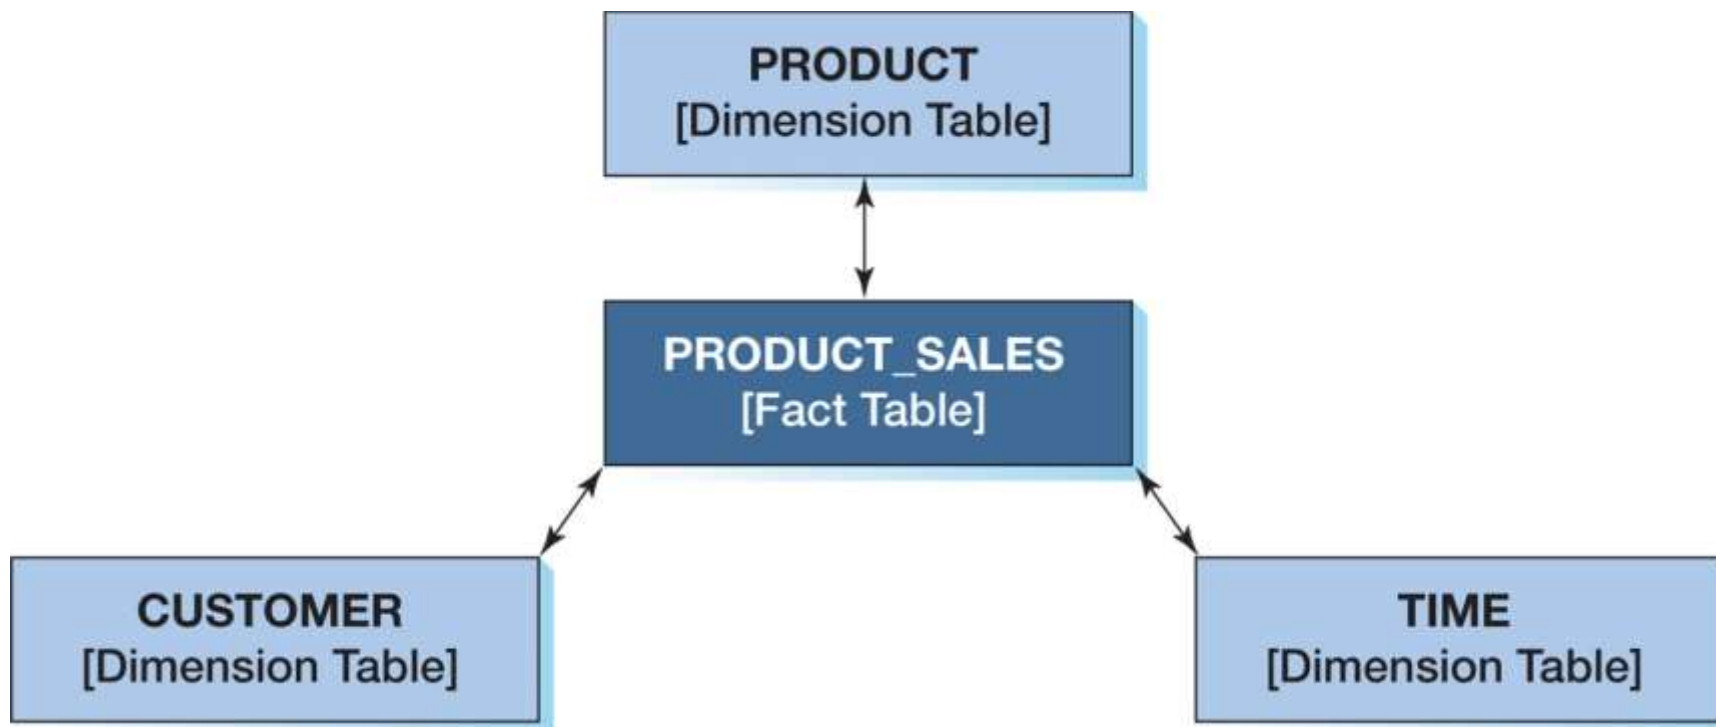 PRODUCT
[Dimension Table]
PRODUCT_SALES
[Fact Table]
CUSTOMER
[Dimension Table]
TIME
[Dimension Table]